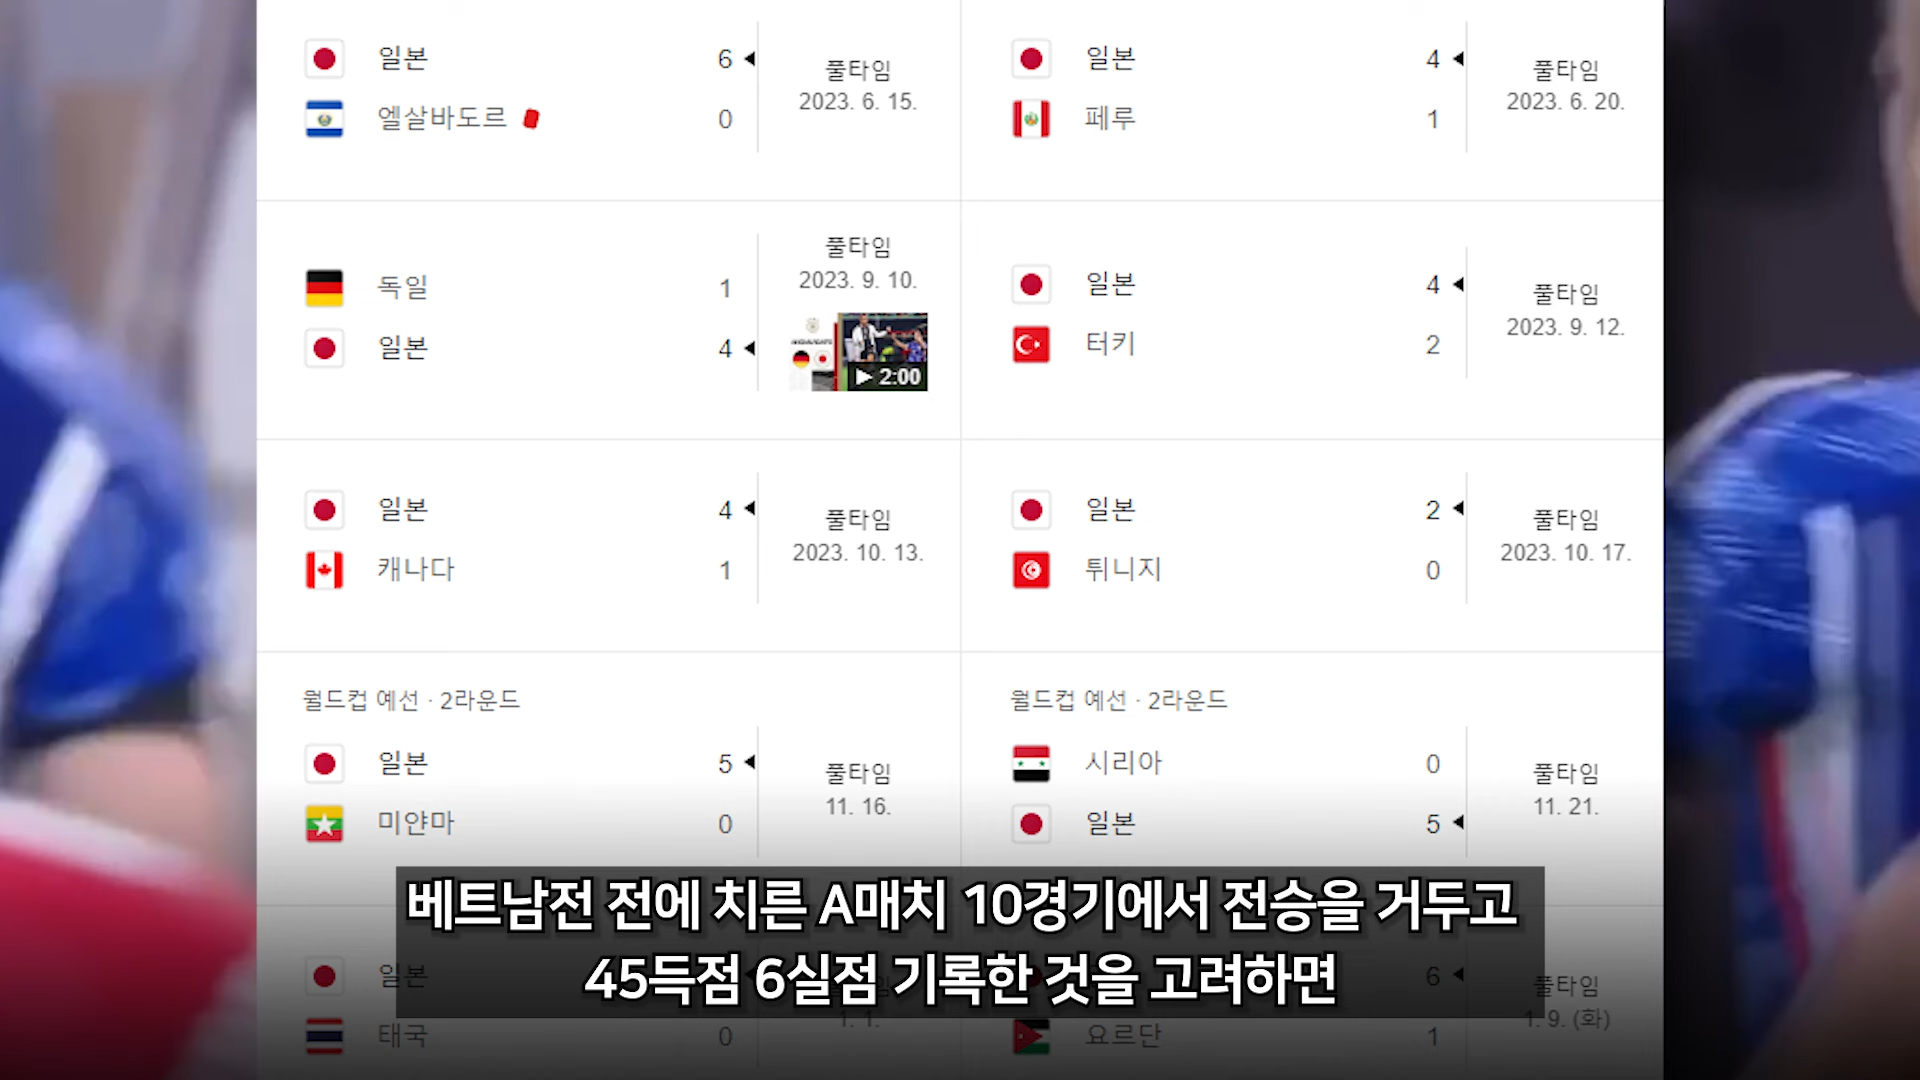 일본 6
엘살바도르 0
풀타임
2023. 6. 15.
일본 4
페루 1
풀타임
2023. 6. 20.
독일 1
일본 4
풀타임
2023. 9. 10.
2:00
일본 4
터키 2
풀타임
2023. 9. 12.
일본 4
캐나다 1
풀타임
2023. 10. 13.
일본 2
튀니지 0
풀타임
2023. 10. 17.
월드컵 예선 · 2라운드
일본 5
미얀마 0
풀타임
11. 16.
월드컵 예선 · 2라운드
시리아 0
일본 5
풀타임
11. 21.
베트남전 전에 치른 A매치 10경기에서 전승을 거두고
45득점 6실점 기록한 것을 고려하면
일본
태국 0
1. 1.
6
요르단 1
풀타임
1. 9. (화)